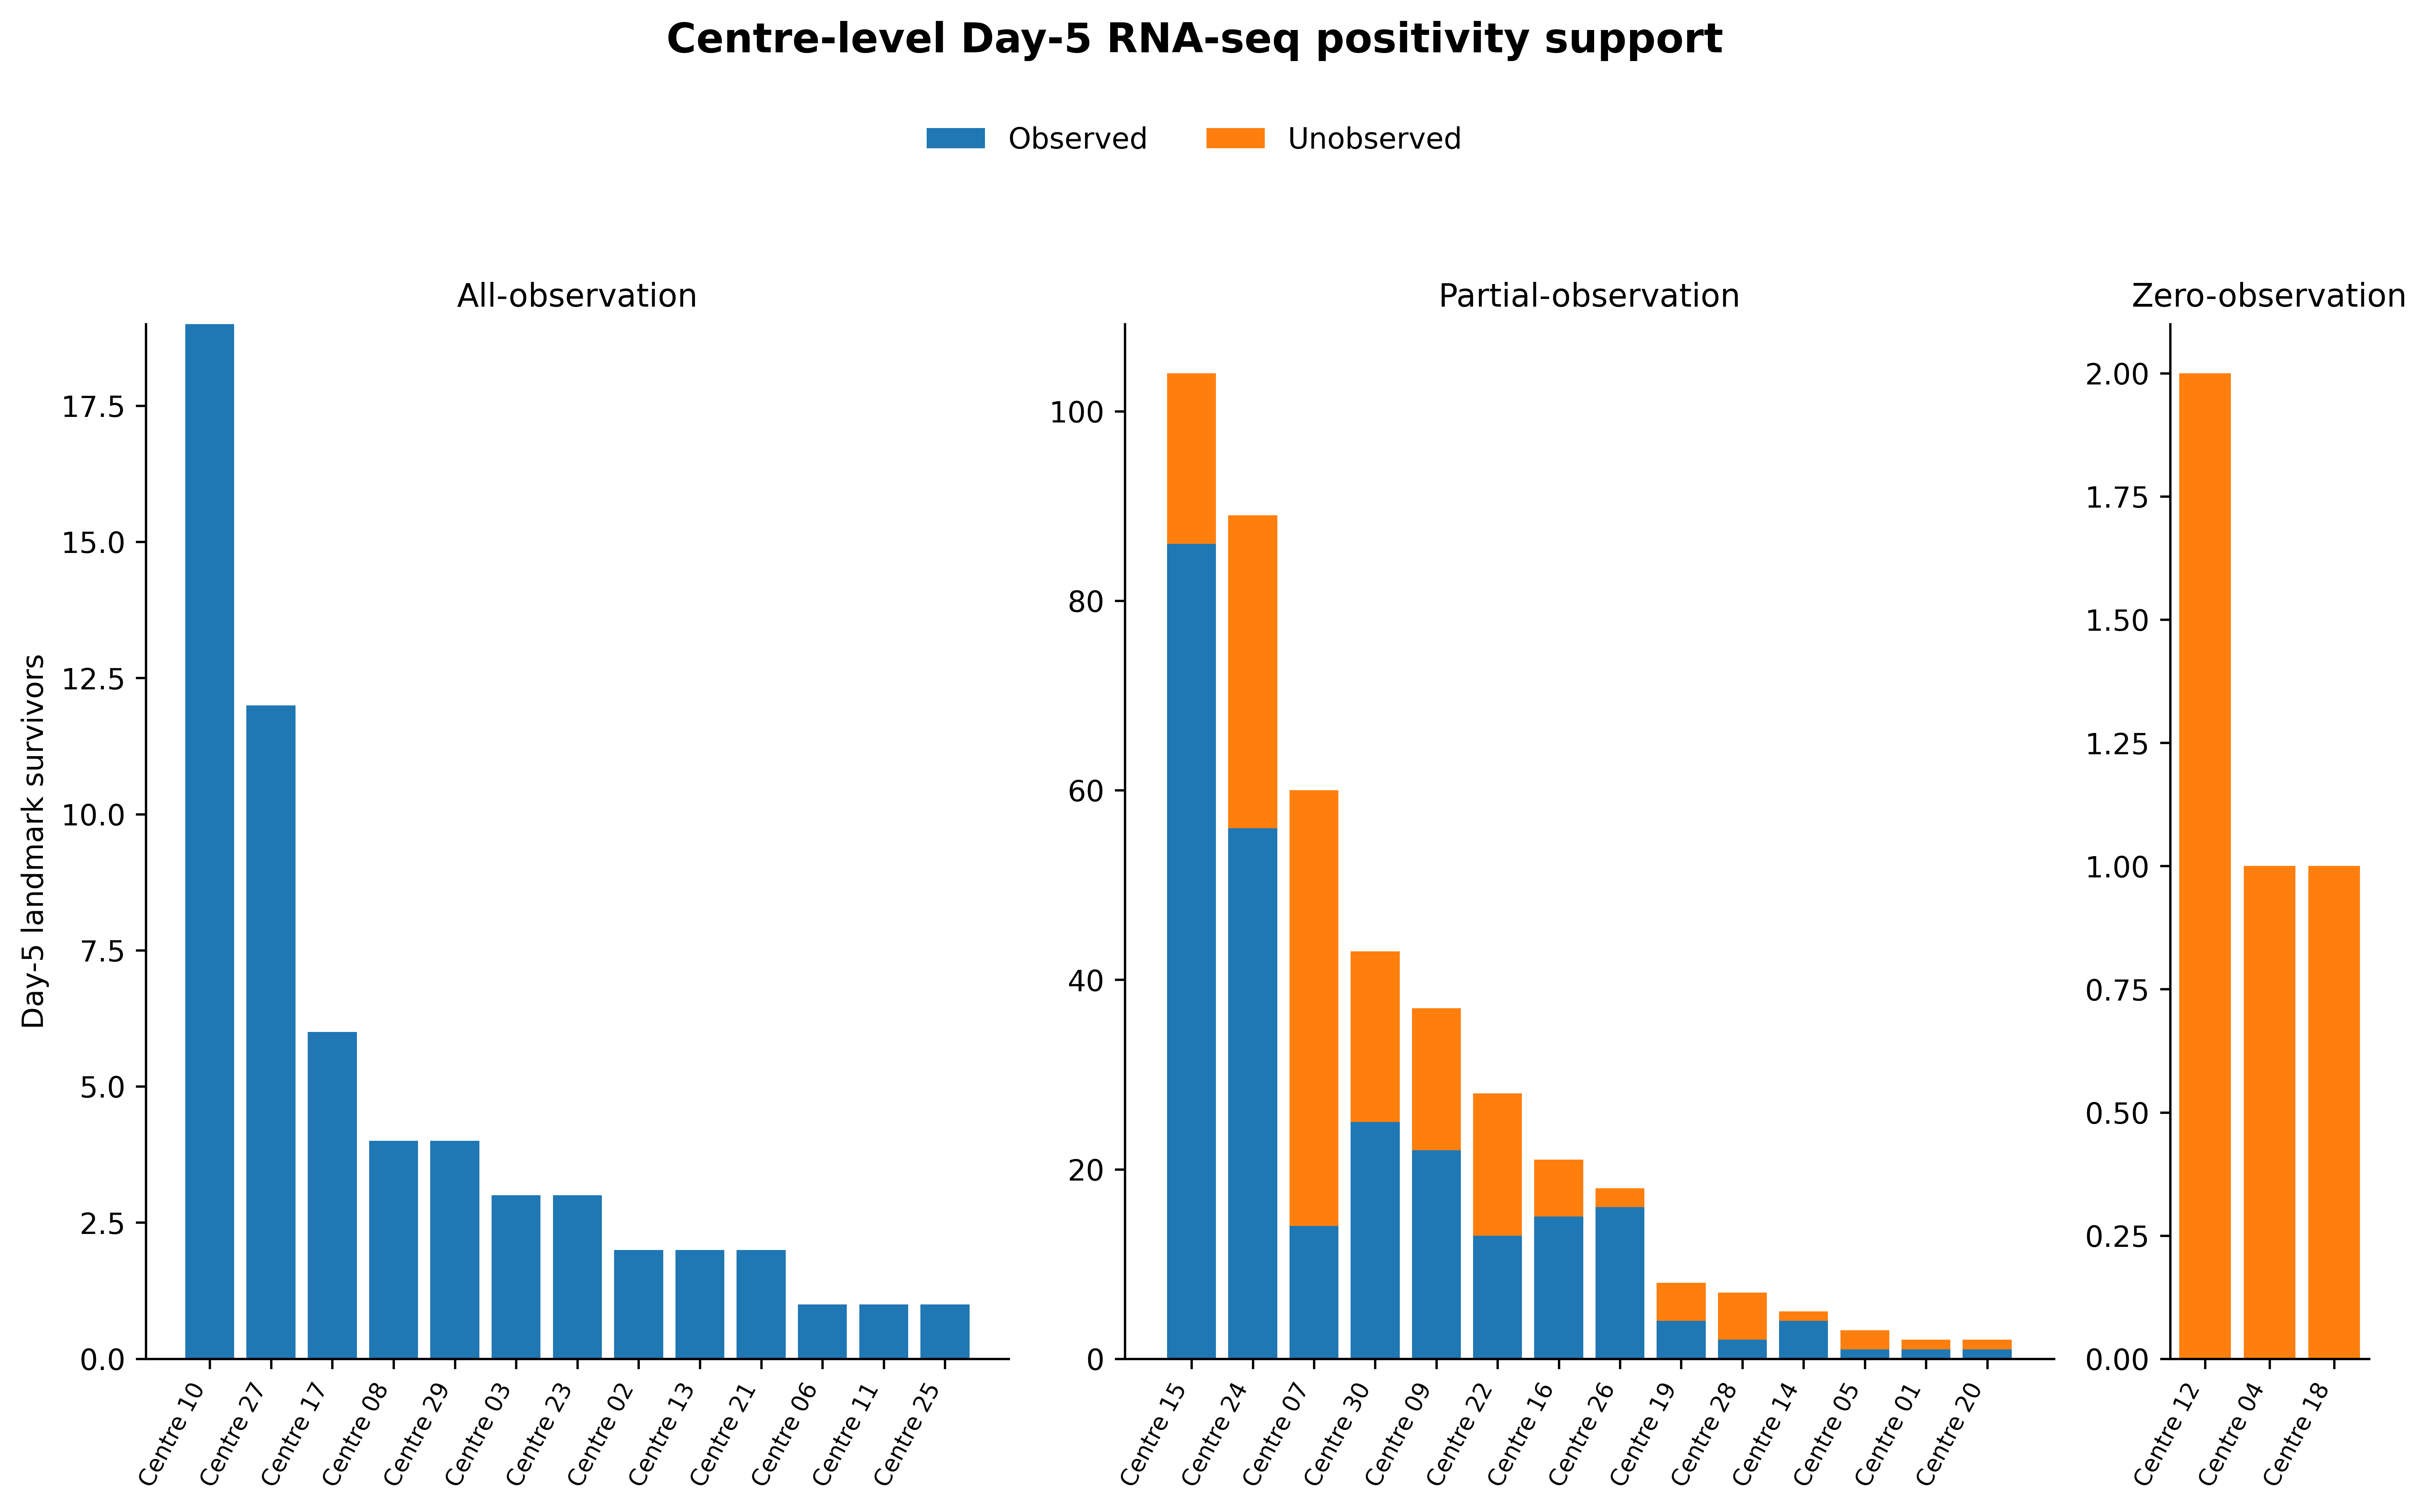 Centre-level Day-5 RNA-seq positivity support
Observed
Unobserved
All-observation
Partial-observation
Zero-observation
Day-5 landmark survivors
17.5
15.0
12.5
10.0
7.5
5.0
2.5
0.0
Centre 10
Centre 27
Centre 17
Centre 08
Centre 29
Centre 03
Centre 23
Centre 02
Centre 13
Centre 21
Centre 06
Centre 11
Centre 25
100
80
60
40
20
0
Centre 15
Centre 24
Centre 07
Centre 30
Centre 09
Centre 22
Centre 16
Centre 26
Centre 19
Centre 28
Centre 14
Centre 05
Centre 01
Centre 20
2.00
1.75
1.50
1.25
1.00
0.75
0.50
0.25
0.00
Centre 12
Centre 04
Centre 18